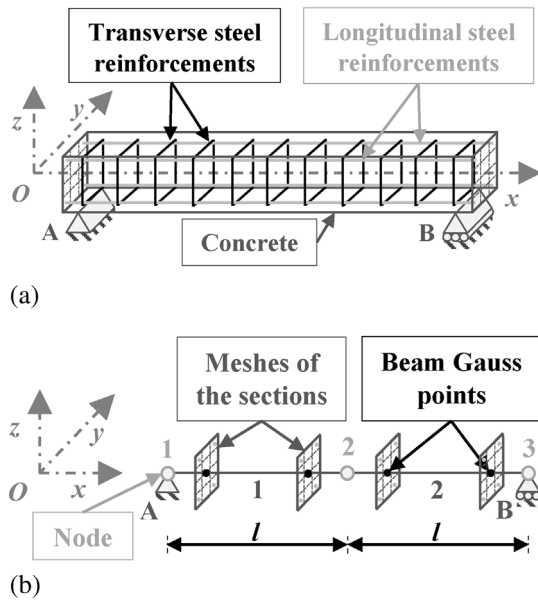 Transverse steel
reinforcements
Longitudinal steel
reinforcements
z
y
O
x
A
B
Concrete
(a)
Meshes of
the sections
Beam Gauss
points
z
y
O
x
1
2
3
A
1
2
B
Node
l
l
(b)